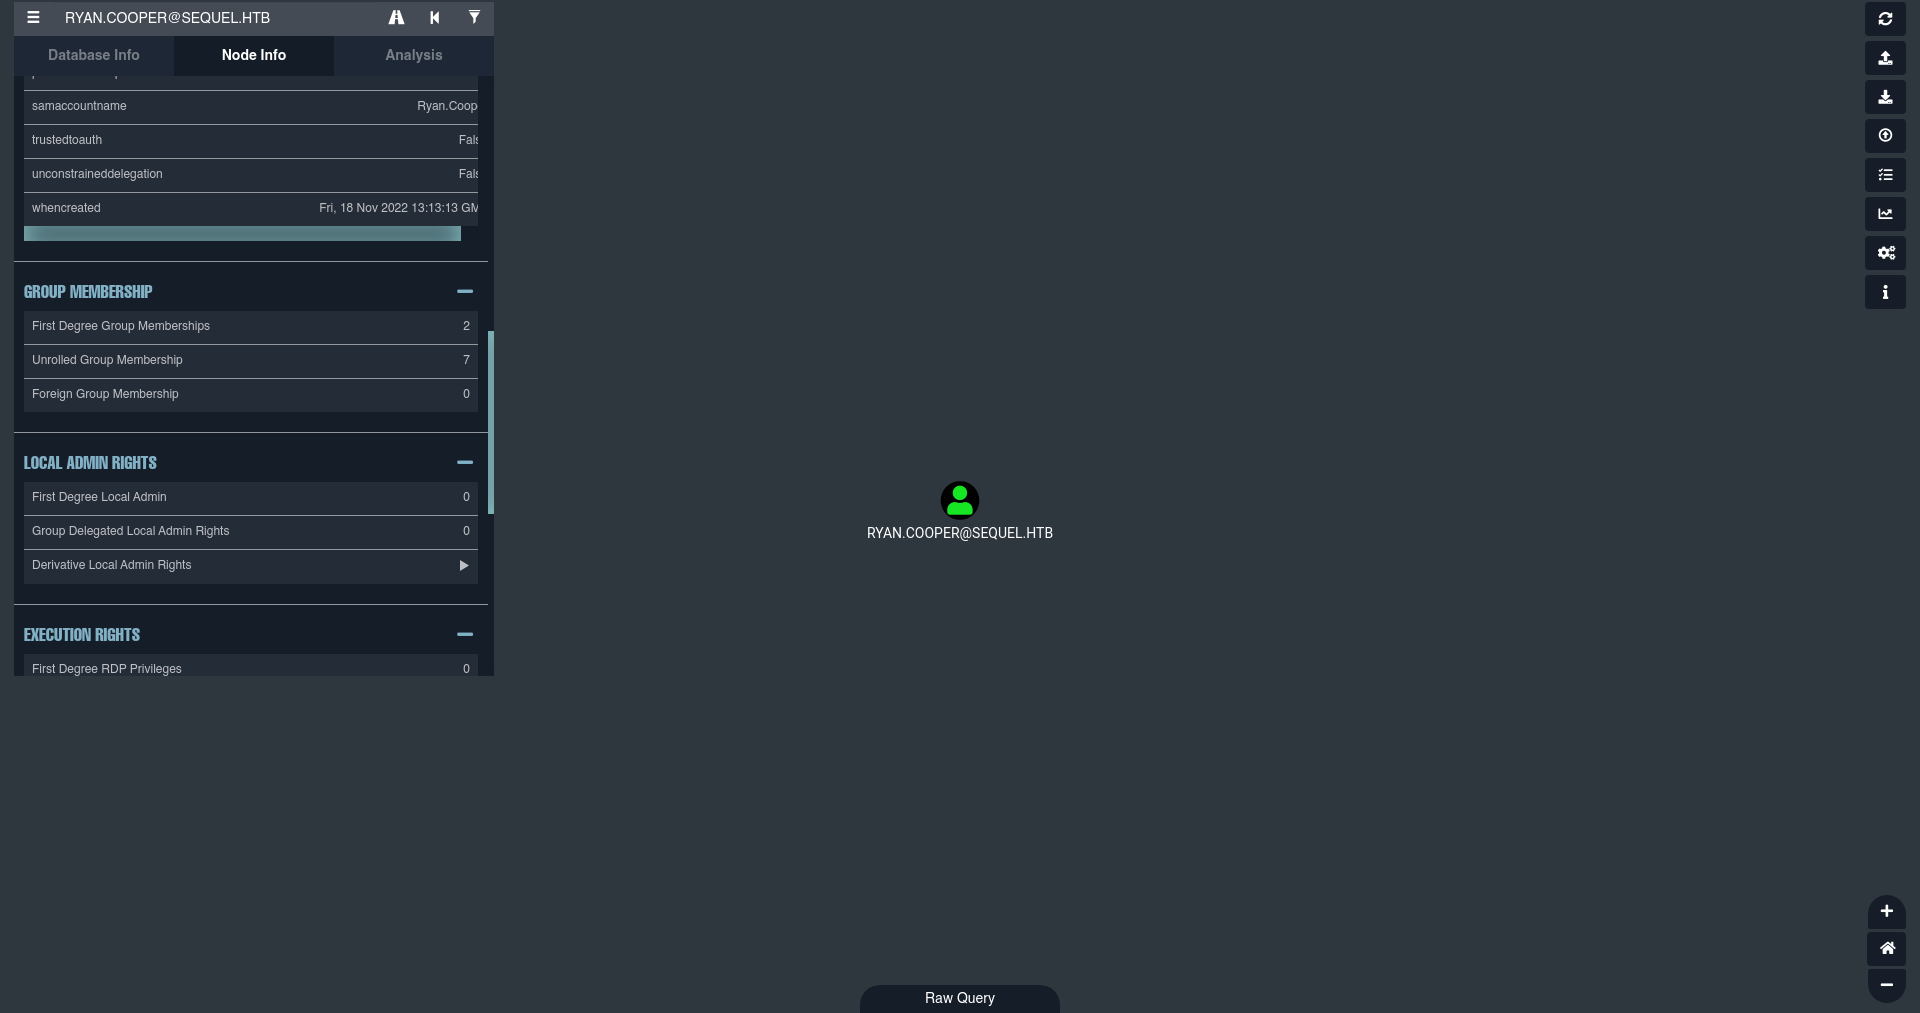 RYAN.COOPER@SEQUEL.HTB
Database Info
Node Info
Analysis
samaccountname Ryan.Coop
trustedtoauth Fals
unconstraineddelegation Fals
whencreated Fri, 18 Nov 2022 13:13:13 GM
GROUP MEMBERSHIP
First Degree Group Memberships 2
Unrolled Group Membership 7
Foreign Group Membership 0
LOCAL ADMIN RIGHTS
First Degree Local Admin 0
Group Delegated Local Admin Rights 0
Derivative Local Admin Rights
EXECUTION RIGHTS
First Degree RDP Privileges 0
RYAN.COOPER@SEQUEL.HTB
Raw Query